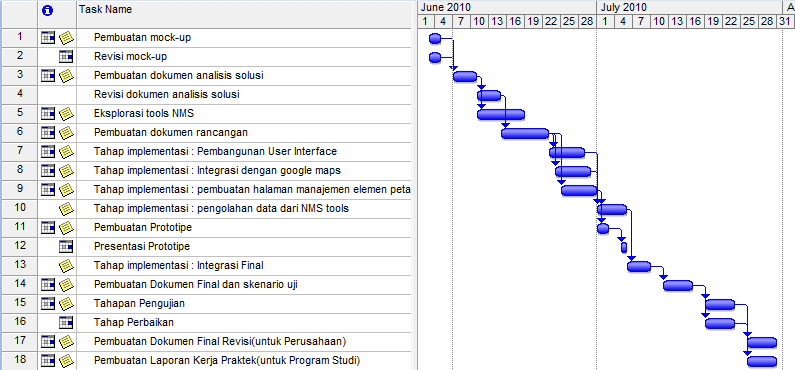 Task Name
June 2010 July 2010 A
1 4 7 10 13 16 19 22 25 28 1 4 7 10 13 16 19 22 25 28 31
1 Pembuatan mock-up
2 Revisi mock-up
3 Pembuatan dokumen analisis solusi
4 Revisi dokumen analisis solusi
5 Eksplorasi tools NMS
6 Pembuatan dokumen rancangan
7 Tahap implementasi : Pembangunan User Interface
8 Tahap implementasi : Integrasi dengan google maps
9 Tahap implementasi : pembuatan halaman manajemen elemen peta
10 Tahap implementasi : pengolahan data dari NMS tools
11 Pembuatan Prototipe
12 Presentasi Prototipe
13 Tahap implementasi : Integrasi Final
14 Pembuatan Dokumen Final dan skenario uji
15 Tahapan Pengujian
16 Tahap Perbaikan
17 Pembuatan Dokumen Final Revisi(untuk Perusahaan)
18 Pembuatan Laporan Kerja Praktek(untuk Program Studi)